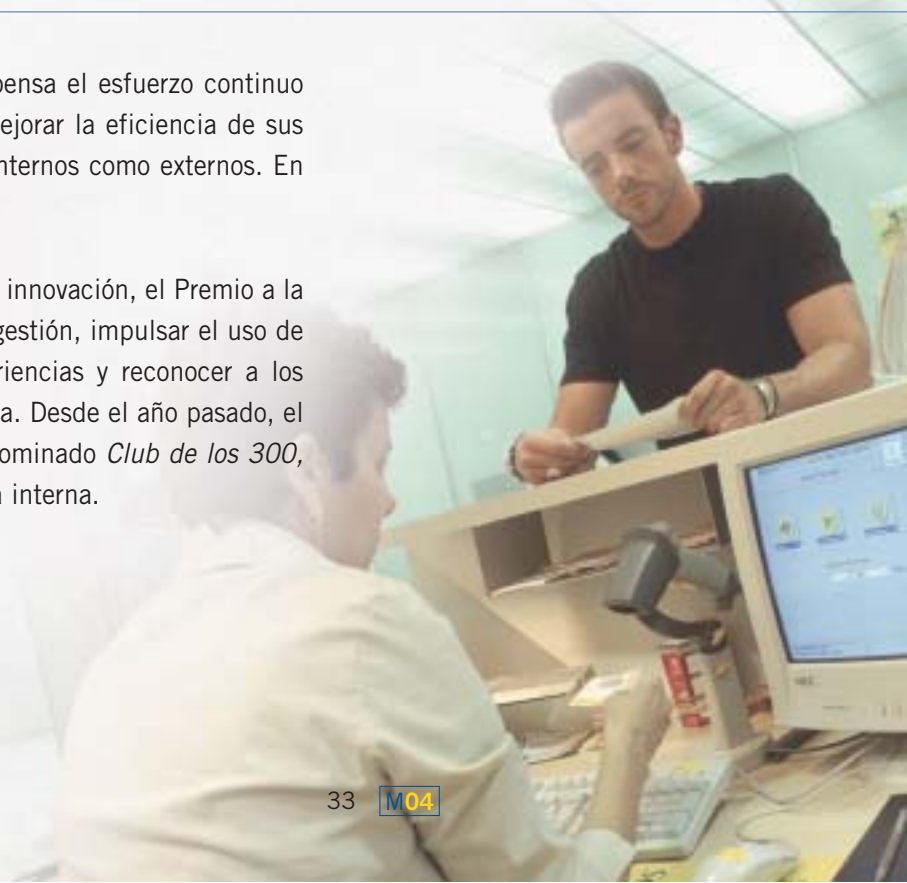 pensa el esfuerzo continuo
ejorar la eficiencia de sus
nternos como externos. En
innovación, el Premio a la
gestión, impulsar el uso de
riencias y reconocer a los
a. Desde el año pasado, el
nominado Club de los 300,
a interna.
33 M04